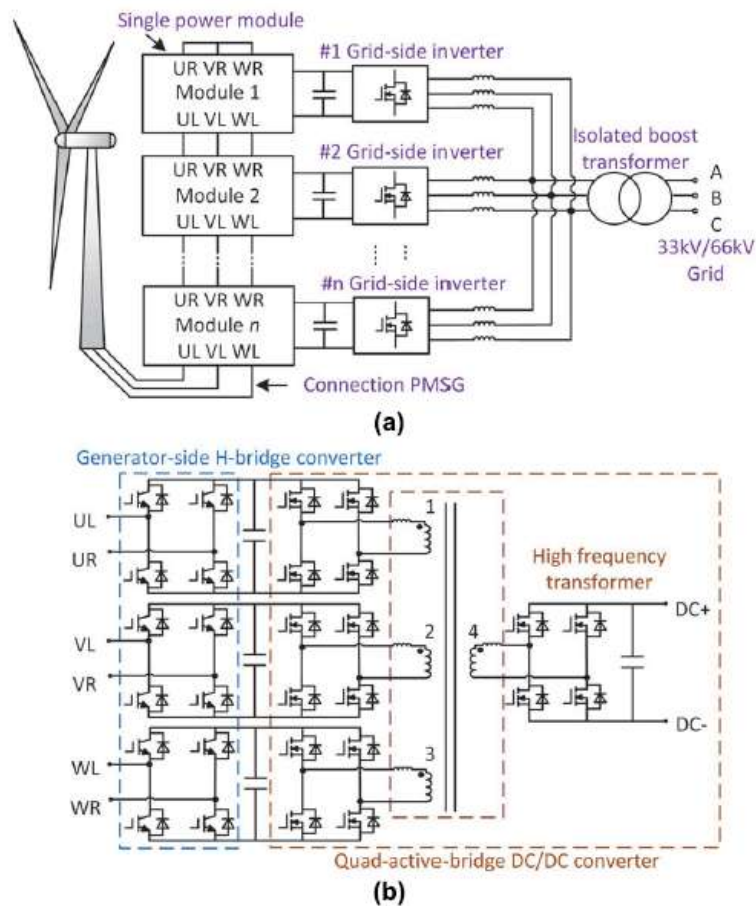 Single power module
#1 Grid-side inverter
UR VR WR
Module 1
UL VL WL
#2 Grid-side inverter
Isolated boost
transformer
UR VR WR
Module 2
UL VL WL
A
B
C
33kV/66kV
Grid
#n Grid-side inverter
UR VR WR
Module n
UL VL WL
Connection PMSG
(a)
Generator-side H-bridge converter
UL
UR
1
High frequency
transformer
VL
VR
2
4
DC+
DC-
WL
WR
3
Quad-active-bridge DC/DC converter
(b)